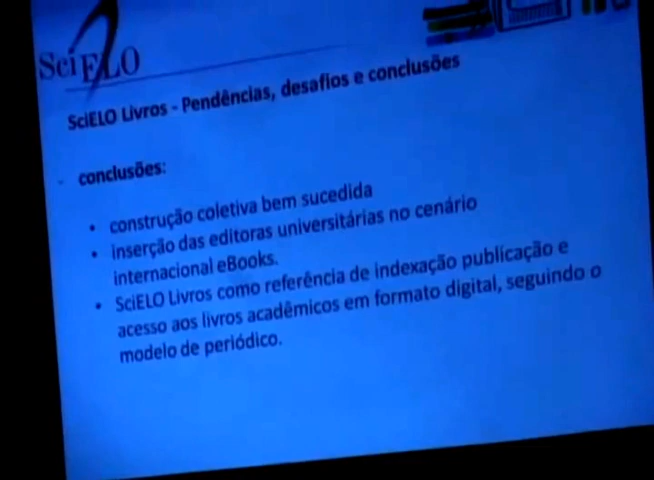 SciELO
SciELO Livros - Pendências, desafios e conclusões
- conclusões:
• construção coletiva bem sucedida
• inserção das editoras universitárias no cenário
internacional eBooks.
• SciELO Livros como referência de indexação publicação e
acesso aos livros acadêmicos em formato digital, seguindo o
modelo de periódico.